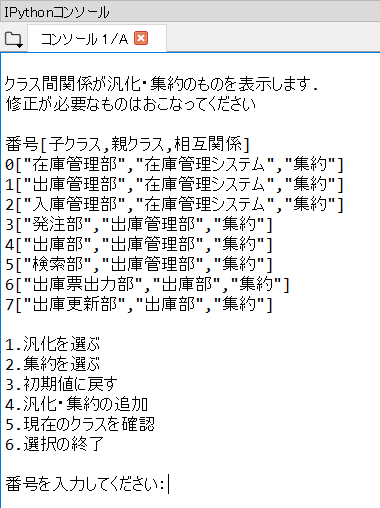 IPythonコンソール
コンソール 1/A
クラス間関係が汎化・集約のものを表示します.
修正が必要なものはおこなってください
番号[子クラス,親クラス,相互関係]
0["在庫管理部","在庫管理システム","集約"]
1["出庫管理部","在庫管理システム","集約"]
2["入庫管理部","在庫管理システム","集約"]
3["発注部","出庫管理部","集約"]
4["出庫部","出庫管理部","集約"]
5["検索部","出庫管理部","集約"]
6["出庫票出力部","出庫部","集約"]
7["出庫更新部","出庫部","集約"]
1.汎化を選ぶ
2.集約を選ぶ
3.初期値に戻す
4.汎化・集約の追加
5.現在のクラスを確認
6.選択の終了
番号を入力してください: